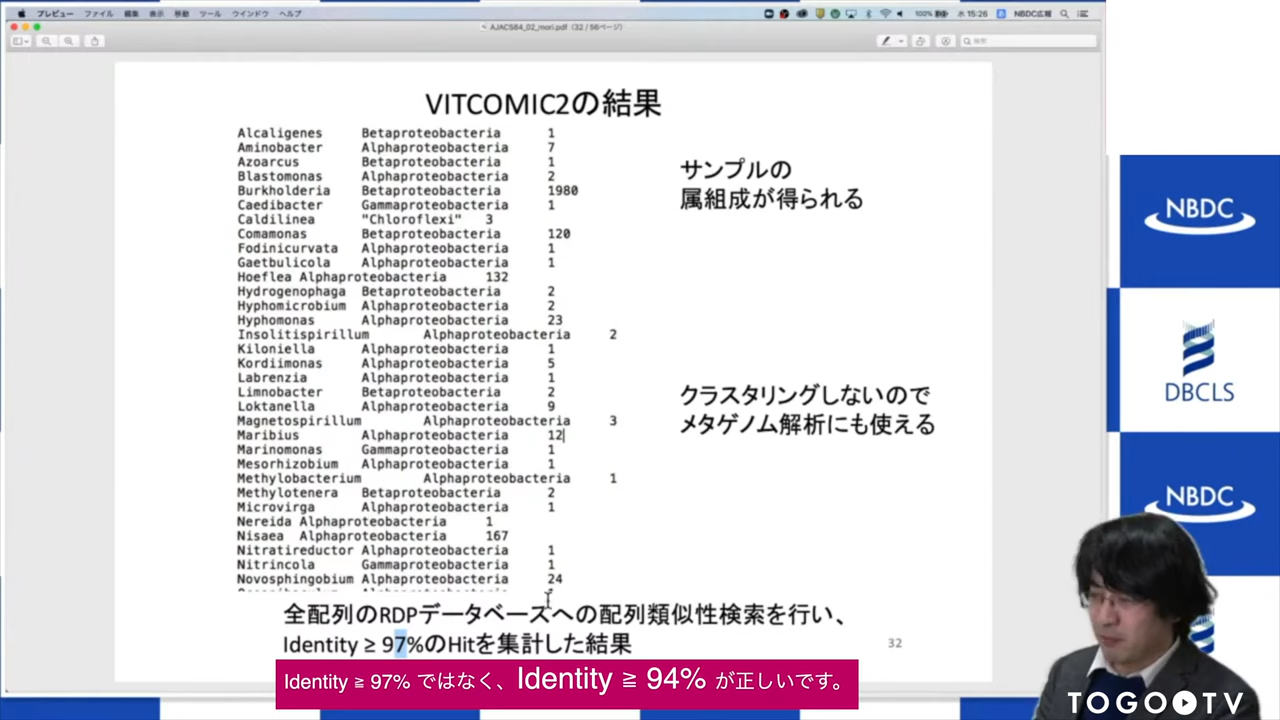 プレビュー ファイル 編集 表示 移動 ツール ウインドウ ヘルプ
100% 水 15:26 NBDC広報
AJACS84_02_mori.pdf (32 / 56ページ)
検索
VITCOMIC2の結果
Alcaligenes Betaproteobacteria 1
Aminobacter Alphaproteobacteria 7
Azoarcus Betaproteobacteria 1
Blastomonas Alphaproteobacteria 2
Burkholderia Betaproteobacteria 1980
Caedibacter Gammaproteobacteria 1
Caldilinea "Chloroflexi" 3
Comamonas Betaproteobacteria 120
Fodinicurvata Alphaproteobacteria 1
Gaetbulicola Alphaproteobacteria 1
Hoeflea Alphaproteobacteria 132
Hydrogenophaga Betaproteobacteria 2
Hyphomicrobium Alphaproteobacteria 2
Hyphomonas Alphaproteobacteria 23
Insolitispirillum Alphaproteobacteria 2
Kiloniella Alphaproteobacteria 1
Kordiimonas Alphaproteobacteria 5
Labrenzia Alphaproteobacteria 1
Limnobacter Betaproteobacteria 2
Loktanella Alphaproteobacteria 9
Magnetospirillum Alphaproteobacteria 3
Maribius Alphaproteobacteria 12
Marinomonas Gammaproteobacteria 1
Mesorhizobium Alphaproteobacteria 1
Methylobacterium Alphaproteobacteria 1
Methylotenera Betaproteobacteria 2
Microvirga Alphaproteobacteria 1
Nereida Alphaproteobacteria 1
Nisaea Alphaproteobacteria 167
Nitratireductor Alphaproteobacteria 1
Nitrincola Gammaproteobacteria 1
Novosphingobium Alphaproteobacteria 24
サンプルの
属組成が得られる
クラスタリングしないので
メタゲノム解析にも使える
全配列のRDPデータベースへの配列類似性検索を行い、
Identity ≥ 97%のHitを集計した結果
32
Identity ≧ 97% ではなく、Identity ≧ 94% が正しいです。
NBDC
DBCLS
NBDC
TOGO TV